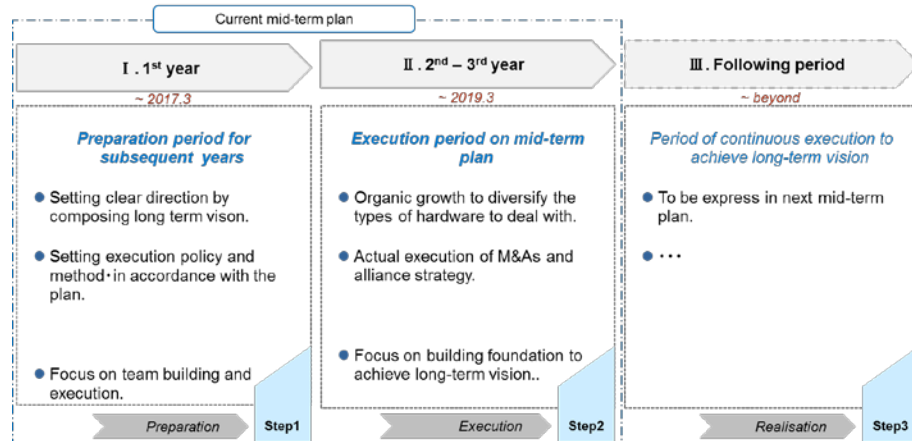 Current mid-term plan
Ⅰ. 1st year
~ 2017.3
Preparation period for
subsequent years
● Setting clear direction by
composing long term vison.
● Setting execution policy and
method･in accordance with the
plan.
● Focus on team building and
execution.
Preparation
Step1
Ⅱ. 2nd – 3rd year
~ 2019.3
Execution period on mid-term
plan
● Organic growth to diversify the
types of hardware to deal with.
● Actual execution of M&As and
alliance strategy.
● Focus on building foundation to
achieve long-term vision..
Execution
Step2
Ⅲ. Following period
~ beyond
Period of continuous execution to
achieve long-term vision
● To be express in next mid-term
plan.
● ･･･
Realisation
Step3